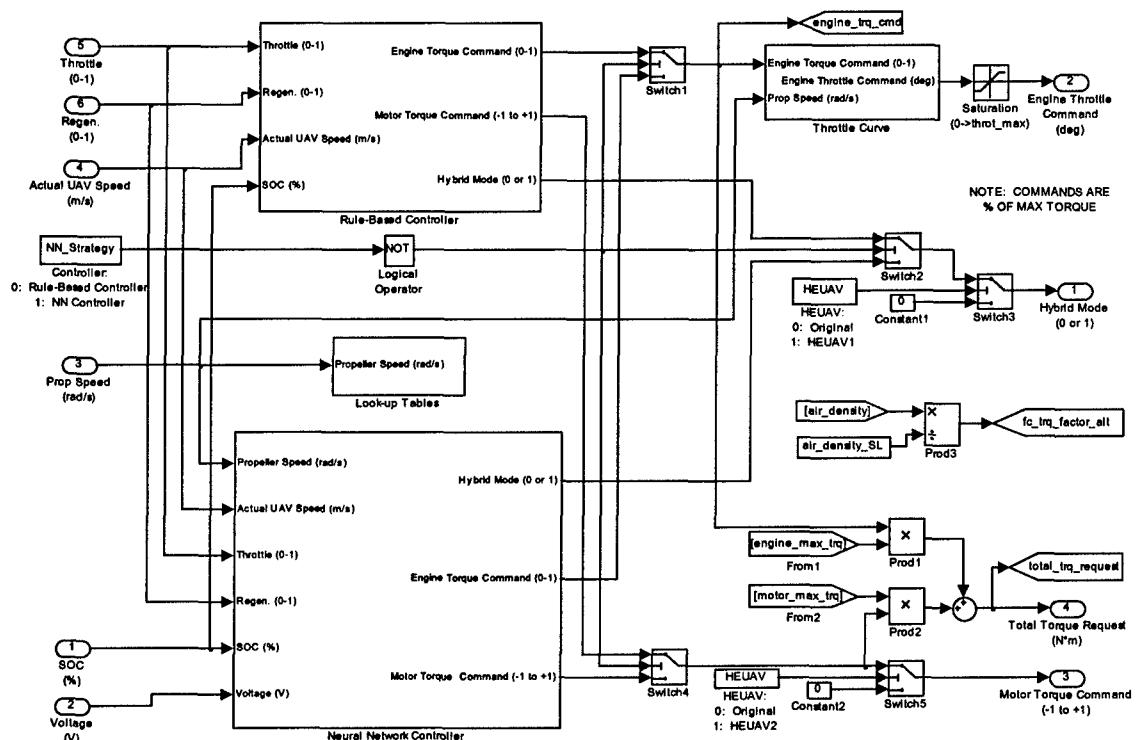 engine_trq_cmd
5
Throttle
(0-1)
6
Regen.
(0-1)
4
Actual UAV Speed
(m/s)
Throttle (0-1)
Regen. (0-1)
Actual UAV Speed (m/s)
SOC (%)
Engine Torque Command (0-1)
Motor Torque Command (-1 to +1)
Hybrid Mode (0 or 1)
Rule-Based Controller
Switch1
Engine Torque Command (0-1)
Engine Throttle Command (deg)
Prop Speed (rad/s)
Throttle Curve
Saturation
(0->throt_max)
2
Engine Throttle
Command
(deg)
NOTE: COMMANDS ARE
% OF MAX TORQUE
NN_Strategy
Controller:
0: Rule-Based Controller
1: NN Controller
NOT
Logical
Operator
Switch2
HEUAV
HEUAV:
0: Original
1: HEUAV1
0
Constant1
Switch3
1
Hybrid Mode
(0 or 1)
3
Prop Speed
(rad/s)
Propeller Speed (rad/s)
Look-up Tables
[air_density]
air_density_SL
×
÷
Prod3
fc_trq_factor_alt
Propeller Speed (rad/s)
Actual UAV Speed (m/s)
Throttle (0-1)
Regen. (0-1)
SOC (%)
Voltage (V)
Hybrid Mode (0 or 1)
Engine Torque Command (0-1)
Motor Torque Command (-1 to +1)
Neural Network Controller
1
SOC
(%)
2
Voltage
(V)
[engine_max_trq]
From1
×
Prod1
[motor_max_trq]
From2
×
Prod2
++
total_trq_request
4
Total Torque Request
(N*m)
Switch4
HEUAV
HEUAV:
0: Original
1: HEUAV2
0
Constant2
Switch5
3
Motor Torque Command
(-1 to +1)